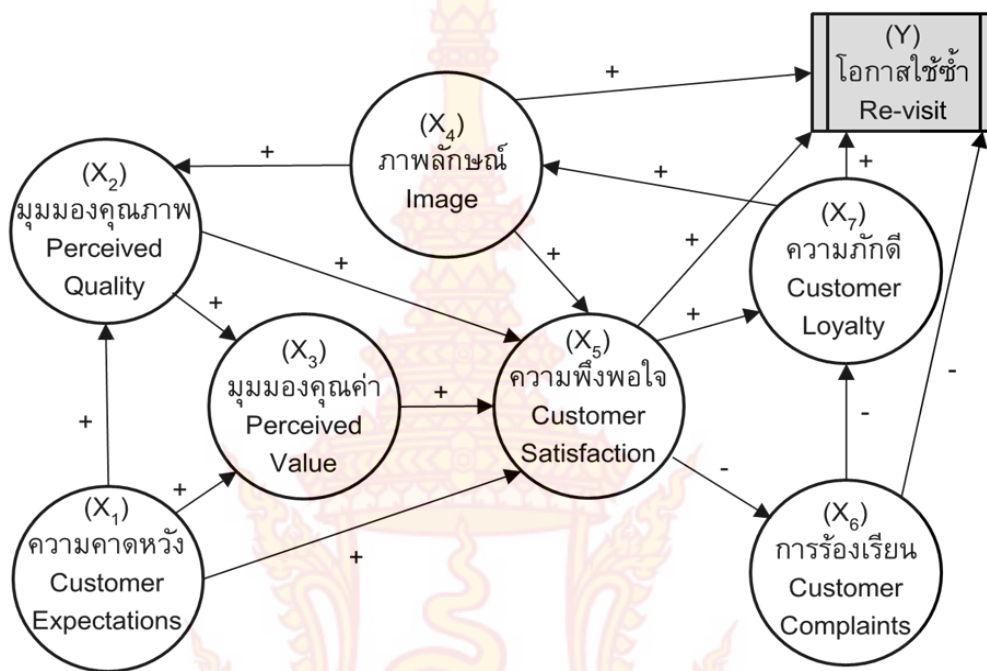 (Y)
โอกาสใช้ซ้ำ
Re-visit
+
(X4)
ภาพลักษณ์
Image
+
+
(X2)
มุมมองคุณภาพ
Perceived
Quality
+
(X7)
ความภักดี
Customer
Loyalty
+
+
+
+
+
(X3)
มุมมองคุณค่า
Perceived
Value
(X5)
ความพึงพอใจ
Customer
Satisfaction
+
-
+
-
+
-
(X1)
ความคาดหวัง
Customer
Expectations
+
(X6)
การร้องเรียน
Customer
Complaints